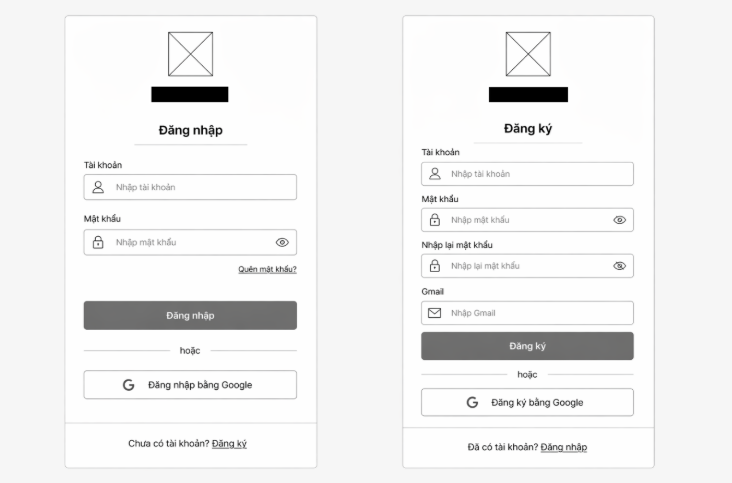 Đăng nhập
Tài khoản
Nhập tài khoản
Mật khẩu
Nhập mật khẩu
Quên mật khẩu?
Đăng nhập
hoặc
G Đăng nhập bằng Google
Chưa có tài khoản? Đăng ký
Đăng ký
Tài khoản
Nhập tài khoản
Mật khẩu
Nhập mật khẩu
Nhập lại mật khẩu
Nhập lại mật khẩu
Gmail
Nhập Gmail
Đăng ký
hoặc
G Đăng ký bằng Google
Đã có tài khoản? Đăng nhập